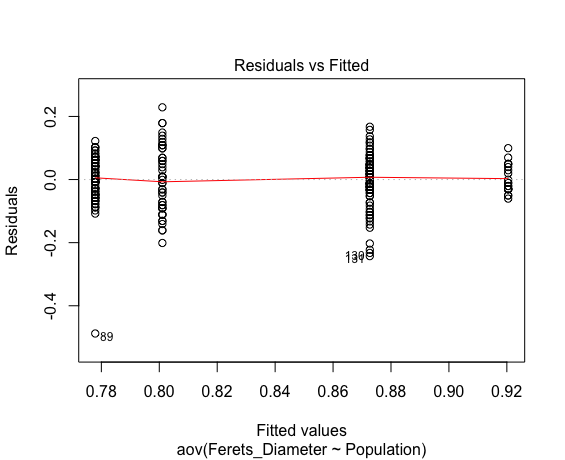 Residuals vs Fitted
Residuals
0.2
0.0
-0.2
-0.4
89
130
131
0.78 0.80 0.82 0.84 0.86 0.88 0.90 0.92
Fitted values
aov(Ferets_Diameter ~ Population)